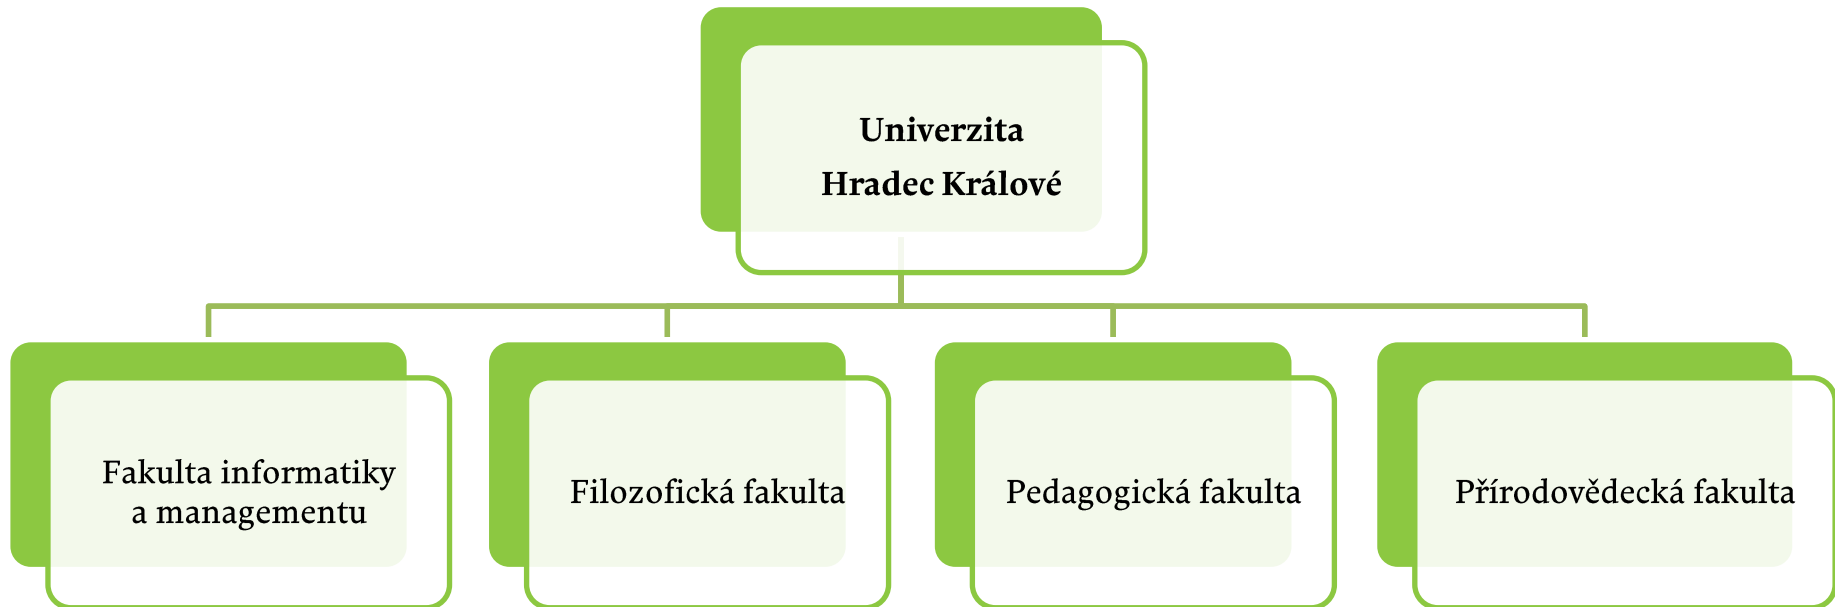 Univerzita
Hradec Králové
Fakulta informatiky
a managementu
Filozofická fakulta
Pedagogická fakulta
Přírodovědecká fakulta